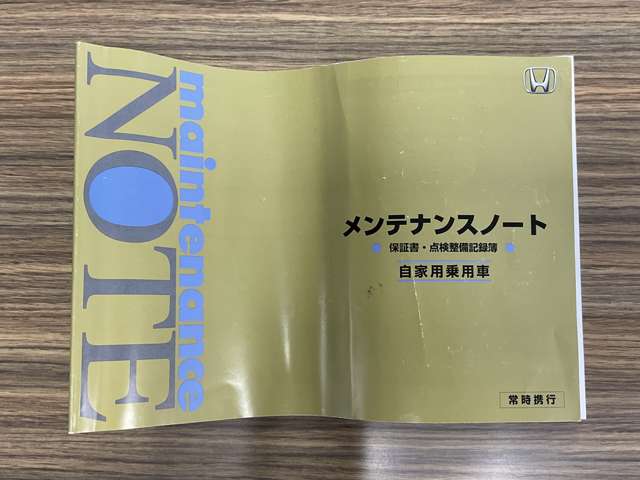 maintenance
NOTE
メンテナンスノート
保証書・点検整備記録簿
自家用乗用車
常時携行